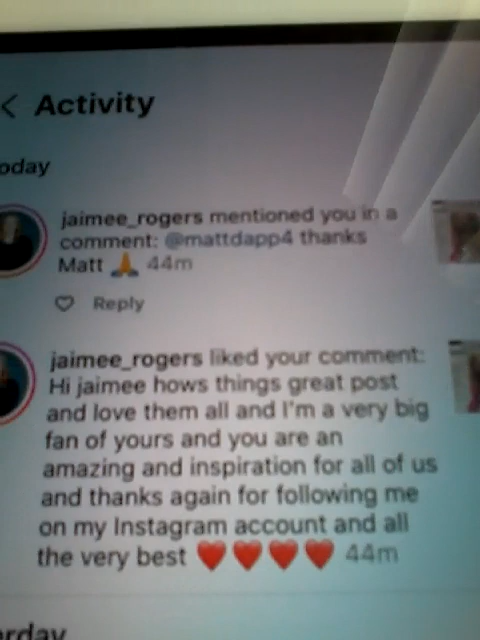 < Activity
oday
jaimee_rogers mentioned you in a
comment: @mattdapp4 thanks
Matt 🙏 44m
Reply
jaimee_rogers liked your comment:
Hi jaimee hows things great post
and love them all and I'm a very big
fan of yours and you are an
amazing and inspiration for all of us
and thanks again for following me
on my Instagram account and all
the very best ❤️❤️❤️❤️ 44m
erday